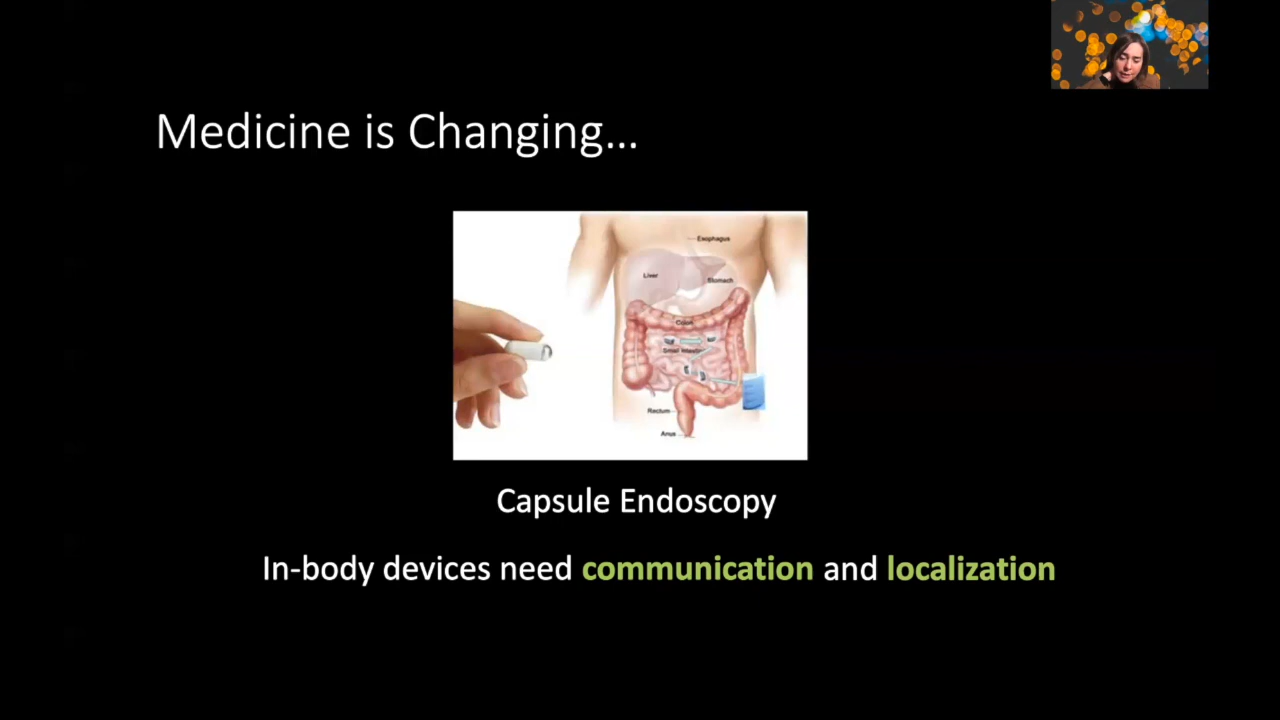 Medicine is Changing...
Esophagus
Liver
Stomach
Colon
Small Intestine
Rectum
Anus
Capsule Endoscopy
In-body devices need communication and localization